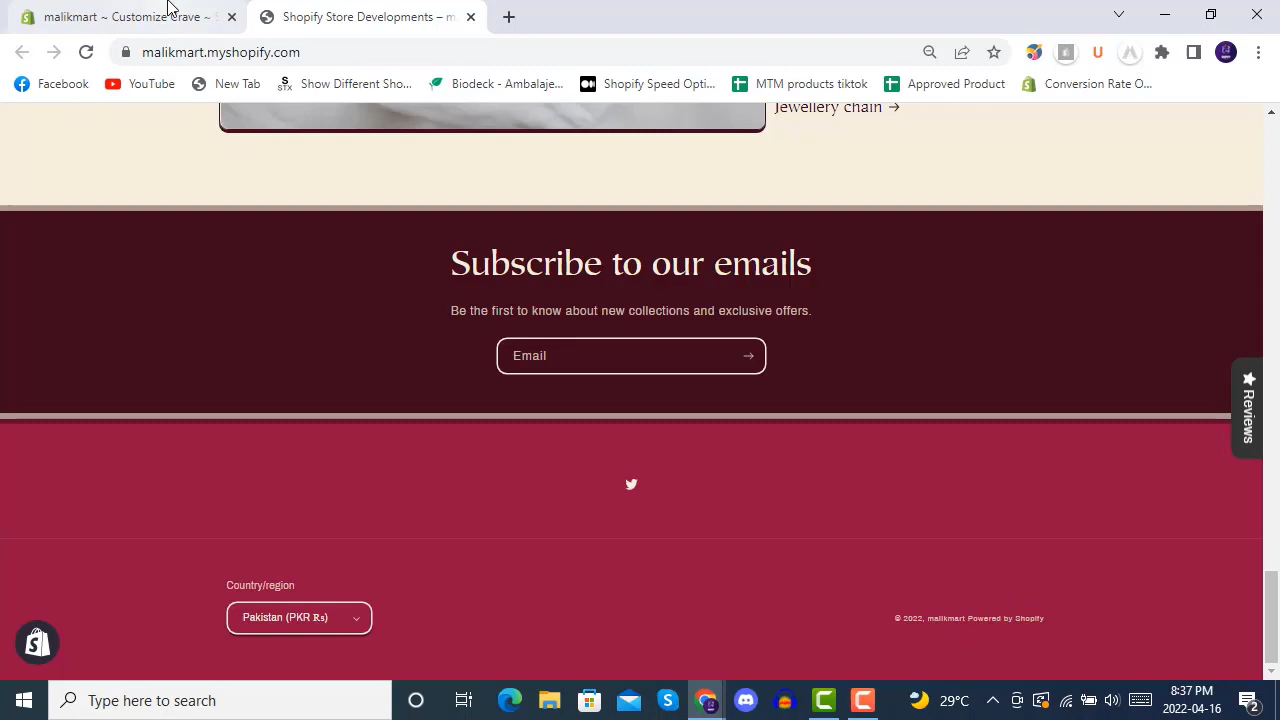 malikmart ~ Customize Crave ~ S
Shopify Store Developments – m
malikmart.myshopify.com
Facebook
YouTube
New Tab
STX
Show Different Sho...
Biodeck - Ambalaje...
Shopify Speed Opti...
MTM products tiktok
Approved Product
Conversion Rate O...
Jewellery chain →
Subscribe to our emails
Be the first to know about new collections and exclusive offers.
Email
Reviews
Country/region
Pakistan (PKR ₨)
© 2022, malikmart Powered by Shopify
Type here to search
29°C
8:37 PM
2022-04-16
2